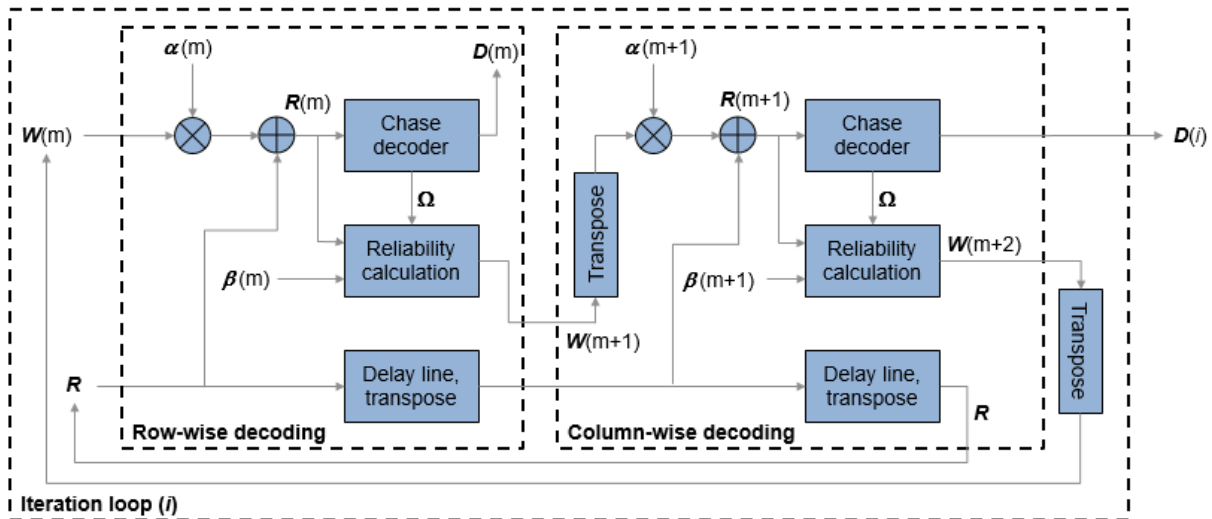 α(m)
D(m)
α(m+1)
R(m)
R(m+1)
W(m)
Chase
decoder
Chase
decoder
D(i)
Ω
Ω
Transpose
Reliability
calculation
Reliability
calculation
W(m+2)
β(m)
β(m+1)
W(m+1)
Transpose
R
Delay line,
transpose
Delay line,
transpose
R
Row-wise decoding
Column-wise decoding
Iteration loop (i)